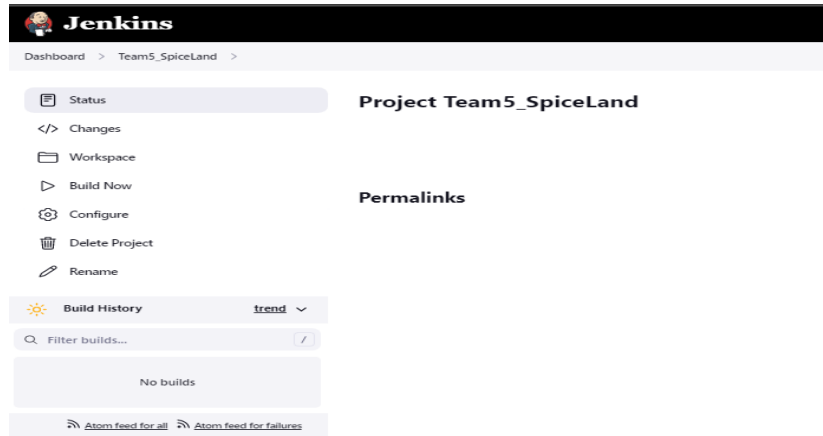 Jenkins
Dashboard > Team5_SpiceLand >
Status
</> Changes
Workspace
Build Now
Configure
Delete Project
Rename
Build History trend
Filter builds... /
No builds
Atom feed for all Atom feed for failures
Project Team5_SpiceLand
Permalinks